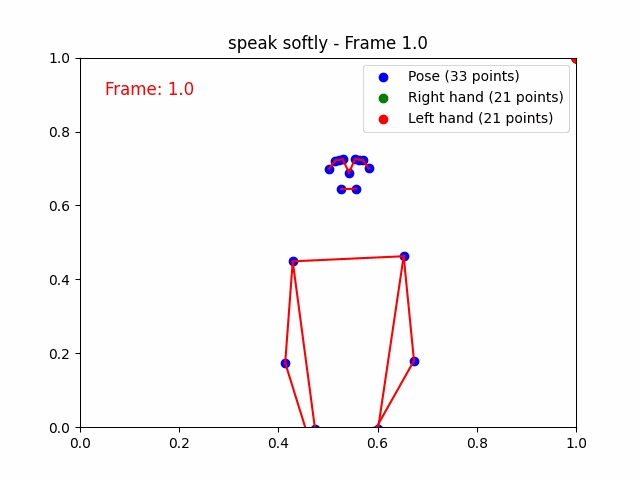 speak softly - Frame 1.0
Frame: 1.0
Pose (33 points)
Right hand (21 points)
Left hand (21 points)
1.0
0.8
0.6
0.4
0.2
0.0
0.0 0.2 0.4 0.6 0.8 1.0